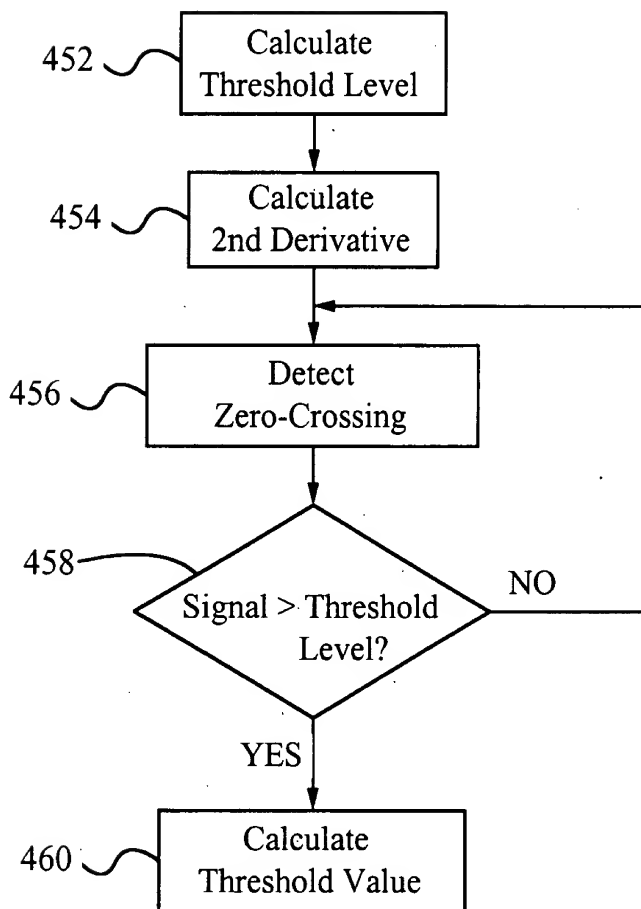 452
Calculate
Threshold Level
454
Calculate
2nd Derivative
456
Detect
Zero-Crossing
458
Signal > Threshold
Level?
NO
YES
460
Calculate
Threshold Value